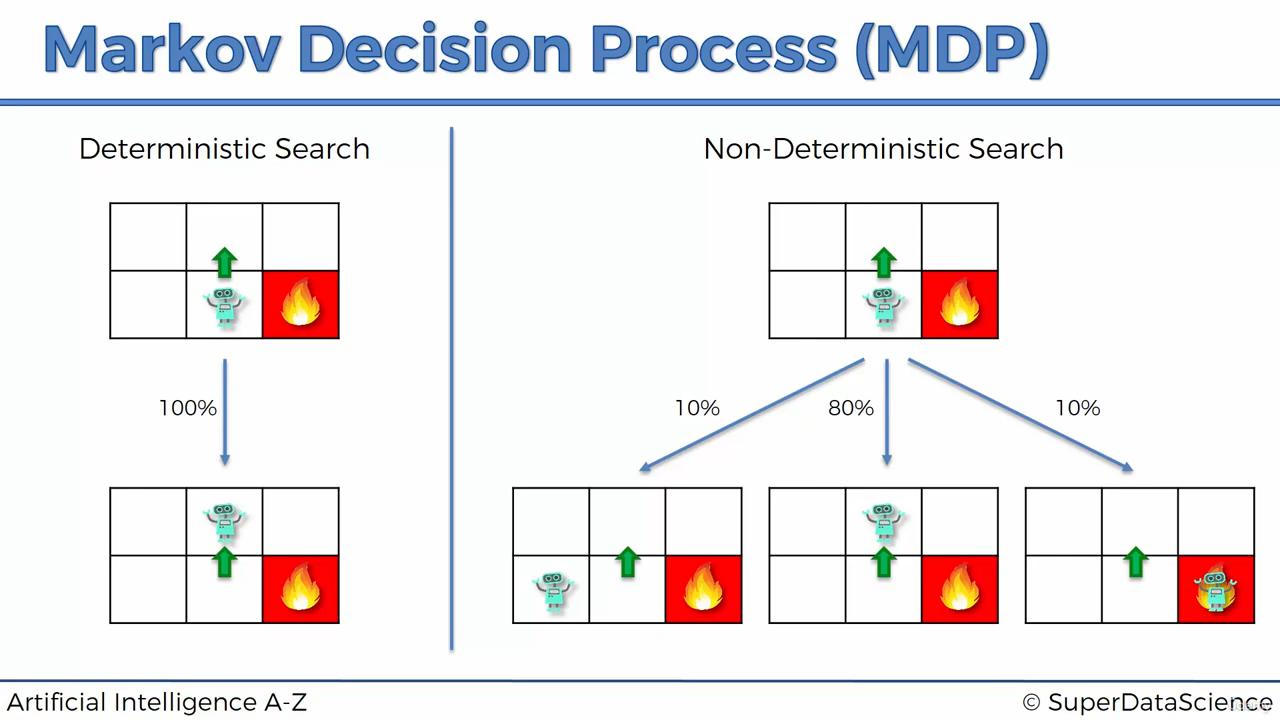 Markov Decision Process (MDP)
Deterministic Search
Non-Deterministic Search
100%
10%
80%
10%
Artificial Intelligence A-Z
© SuperDataScience